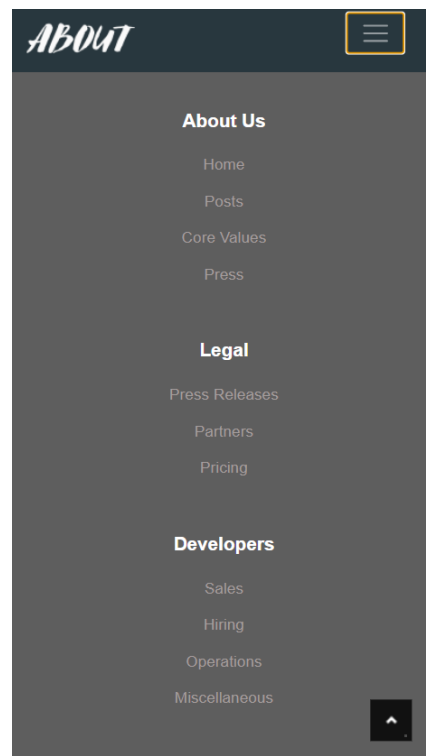 ABOUT
About Us
Home
Posts
Core Values
Press
Legal
Press Releases
Partners
Pricing
Developers
Sales
Hiring
Operations
Miscellaneous